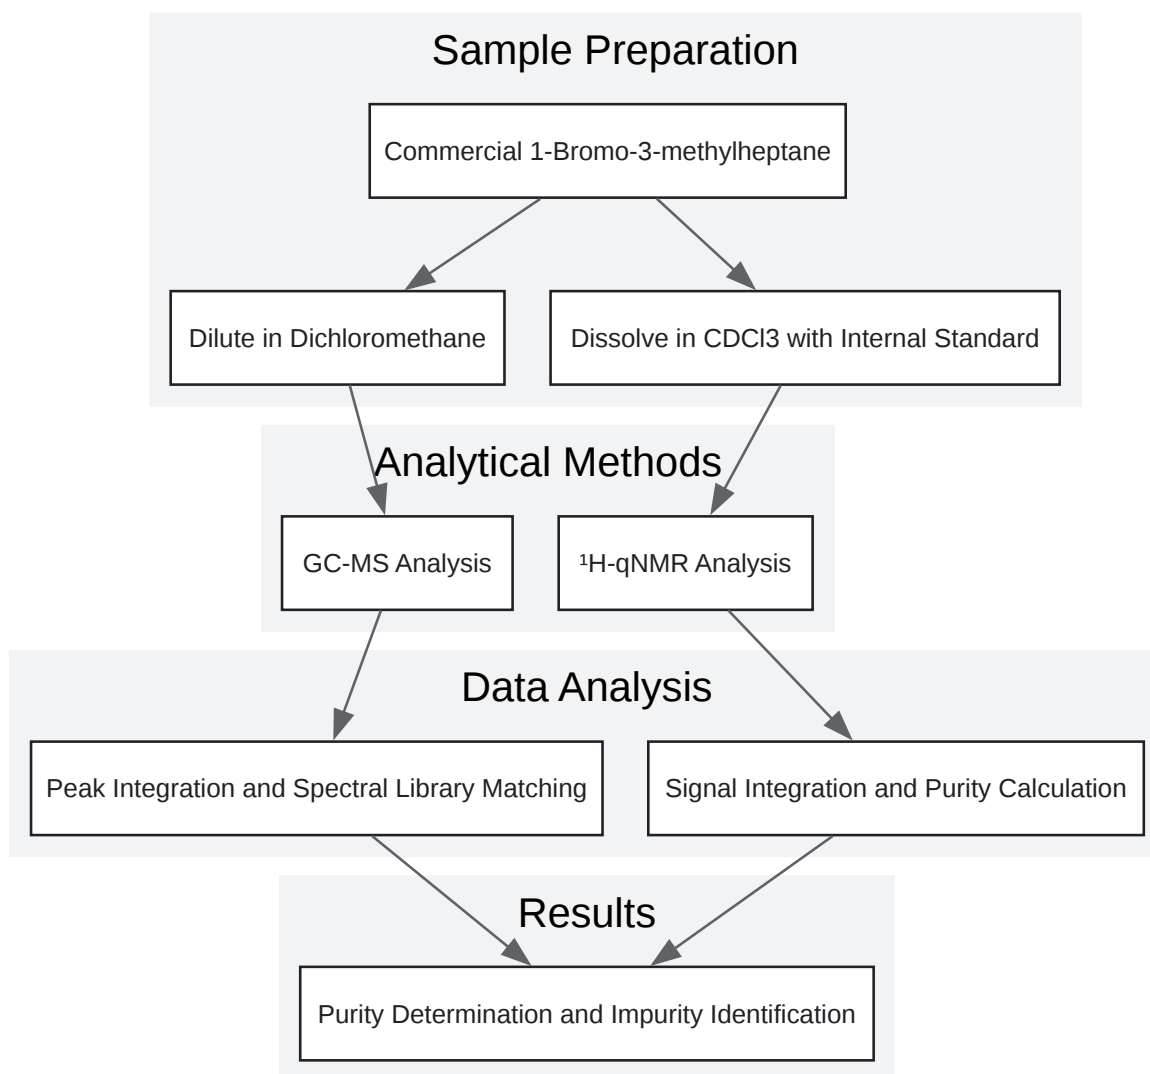 Sample Preparation
Commercial 1-Bromo-3-methylheptane
Dilute in Dichloromethane
Dissolve in CDCl3 with Internal Standard
Analytical Methods
GC-MS Analysis
¹H-qNMR Analysis
Data Analysis
Peak Integration and Spectral Library Matching
Signal Integration and Purity Calculation
Results
Purity Determination and Impurity Identification